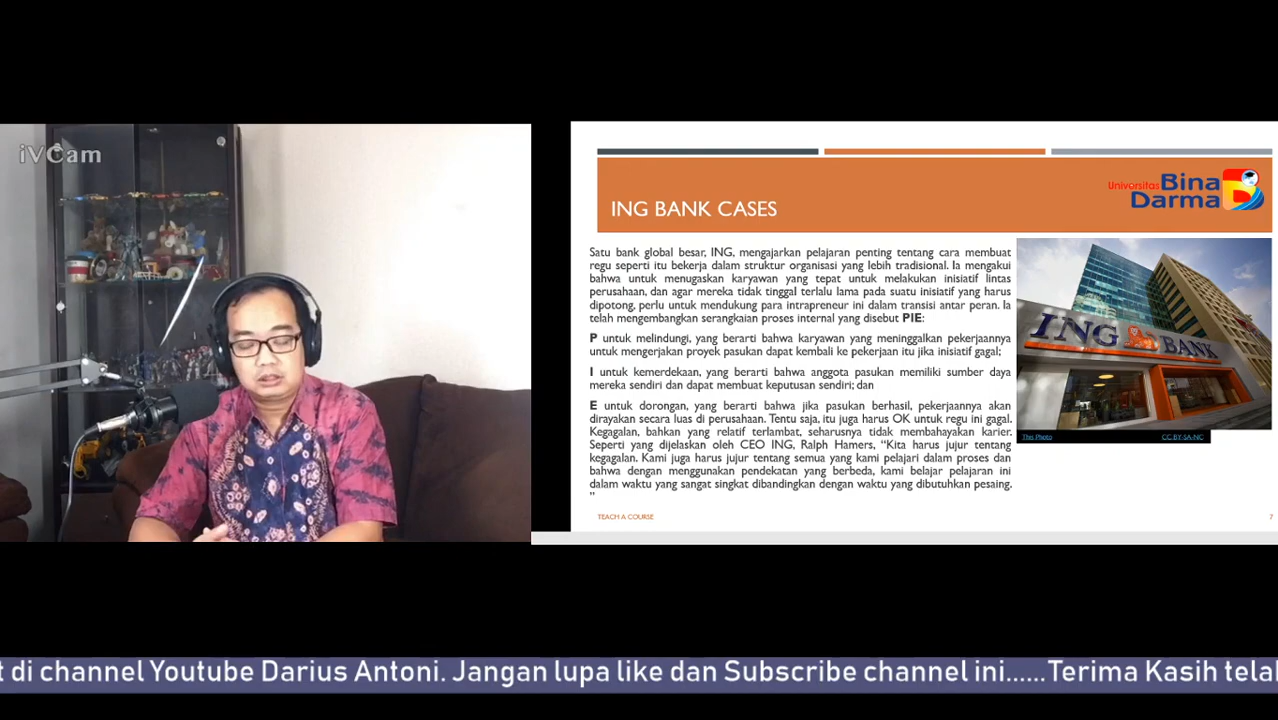 iVCam
ING BANK CASES
Universitas Bina
Darma
Satu bank global besar, ING, mengajarkan pelajaran penting tentang cara membuat
regu seperti itu bekerja dalam struktur organisasi yang lebih tradisional. Ia mengakui
bahwa untuk menugaskan karyawan yang tepat untuk melakukan inisiatif lintas
perusahaan, dan agar mereka tidak tinggal terlalu lama pada suatu inisiatif yang harus
dipotong, perlu untuk mendukung para intrapreneur ini dalam transisi antar peran. Ia
telah mengembangkan serangkaian proses internal yang disebut PIE:
P untuk melindungi, yang berarti bahwa karyawan yang meninggalkan pekerjaannya
untuk mengerjakan proyek pasukan dapat kembali ke pekerjaan itu jika inisiatif gagal;
I untuk kemerdekaan, yang berarti bahwa anggota pasukan memiliki sumber daya
mereka sendiri dan dapat membuat keputusan sendiri; dan
E untuk dorongan, yang berarti bahwa jika pasukan berhasil, pekerjaannya akan
dirayakan secara luas di perusahaan. Tentu saja, itu juga harus OK untuk regu ini gagal.
Kegagalan, bahkan yang relatif terlambat, seharusnya tidak membahayakan karier.
Seperti yang dijelaskan oleh CEO ING, Ralph Hamers, “Kita harus jujur tentang
kegagalan. Kami juga harus jujur tentang semua yang kami pelajari dalam proses dan
bahwa dengan menggunakan pendekatan yang berbeda, kami belajar pelajaran ini
dalam waktu yang sangat singkat dibandingkan dengan waktu yang dibutuhkan pesaing.
”
ING BANK
This Photo
CC BY-SA-NC
TEACH A COURSE
7
t di channel Youtube Darius Antoni. Jangan lupa like dan Subscribe channel ini......Terima Kasih tela